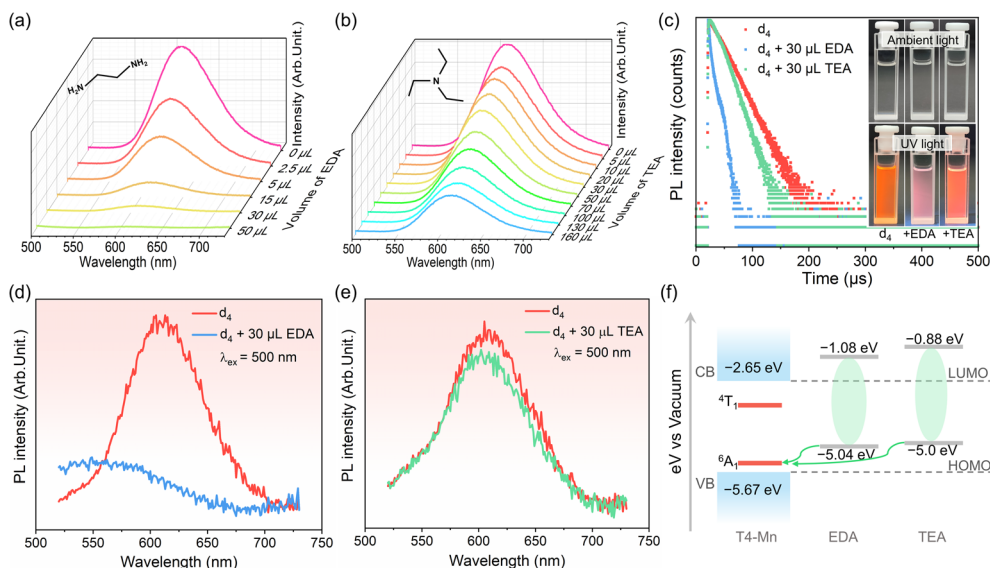 (a)
Intensity (Arb.Unit.)
H₂N
NH₂
0 µL
2.5 µL
5 µL
15 µL
30 µL
50 µL
Volume of EDA
500 550 600 650 700
Wavelength (nm)
(b)
Intensity (Arb.Unit.)
N
0 µL
5 µL
10 µL
20 µL
30 µL
50 µL
70 µL
100 µL
130 µL
160 µL
Volume of TEA
500 550 600 650 700
Wavelength (nm)
(c)
PL intensity (counts)
d₄
d₄ + 30 µL EDA
d₄ + 30 µL TEA
Ambient light
UV light
d₄ +EDA +TEA
0 100 200 300 400 500
Time (µs)
(d)
PL intensity (Arb.Unit.)
d₄
d₄ + 30 µL EDA
λex = 500 nm
500 550 600 650 700 750
Wavelength (nm)
(e)
PL intensity (Arb.Unit.)
d₄
d₄ + 30 µL TEA
λex = 500 nm
500 550 600 650 700 750
Wavelength (nm)
(f)
eV vs Vacuum
CB
−2.65 eV
−1.08 eV
−0.88 eV
LUMO
⁴T₁
⁶A₁
−5.04 eV
−5.0 eV
HOMO
VB
−5.67 eV
T4-Mn EDA TEA